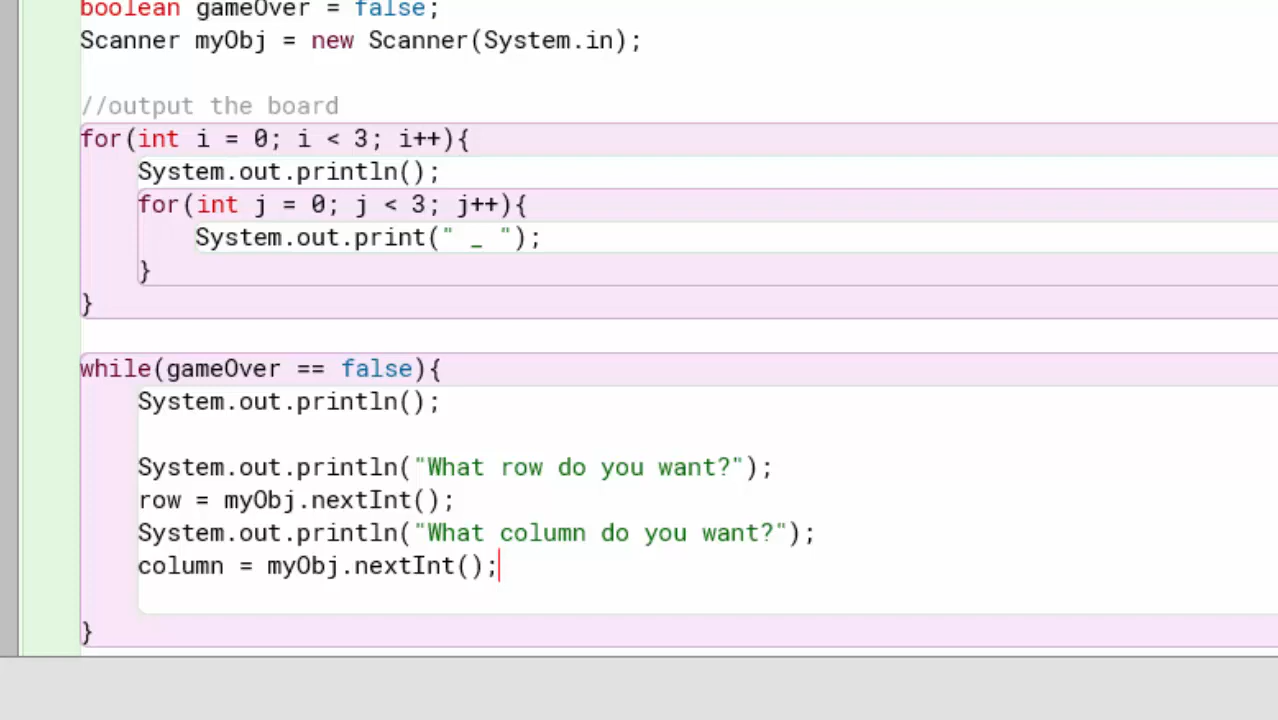 boolean gameOver = false;
Scanner myObj = new Scanner(System.in);
//output the board
for(int i = 0; i < 3; i++){
System.out.println();
for(int j = 0; j < 3; j++){
System.out.print(" _ ");
}
}
while(gameOver == false){
System.out.println();
System.out.println("What row do you want?");
row = myObj.nextInt();
System.out.println("What column do you want?");
column = myObj.nextInt();
}